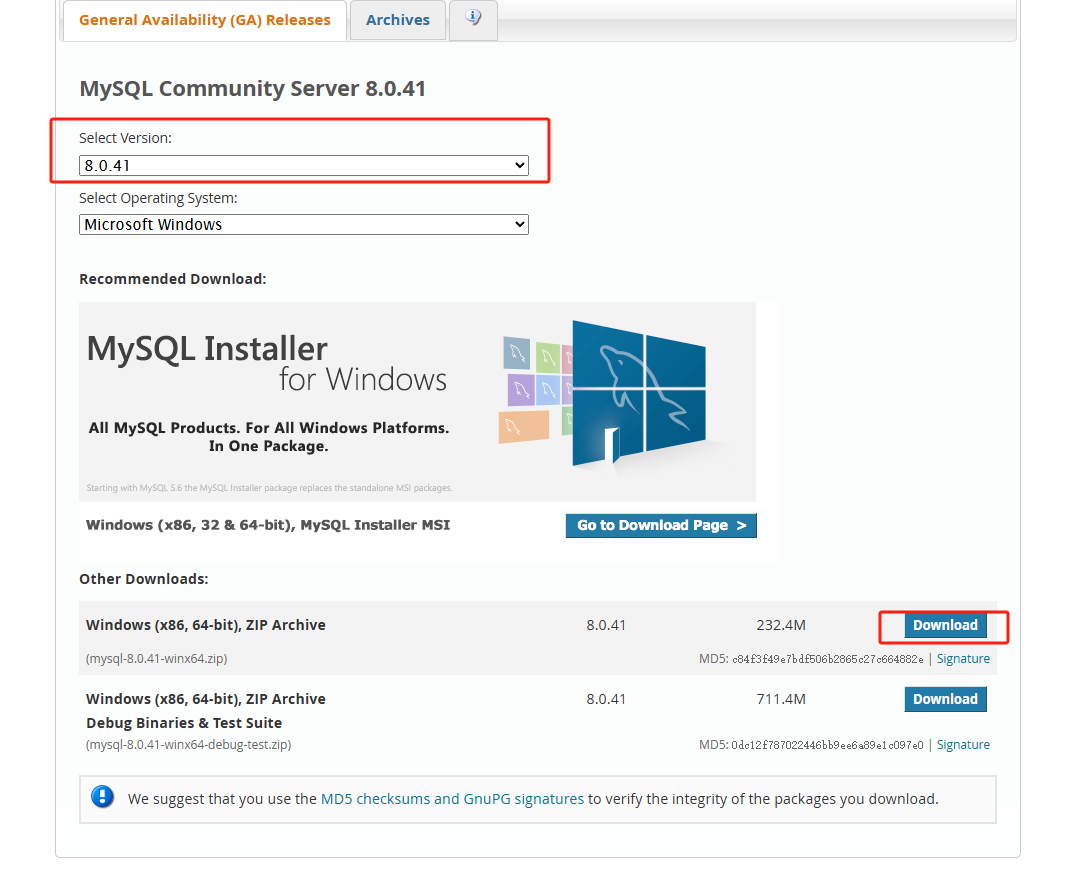 General Availability (GA) Releases
Archives
MySQL Community Server 8.0.41
Select Version:
8.0.41
Select Operating System:
Microsoft Windows
Recommended Download:
MySQL Installer
for Windows
All MySQL Products. For All Windows Platforms.
In One Package.
Starting with MySQL 5.6 the MySQL Installer package replaces the standalone MSI packages.
Windows (x86, 32 & 64-bit), MySQL Installer MSI
Go to Download Page >
Other Downloads:
Windows (x86, 64-bit), ZIP Archive 8.0.41 232.4M Download
(mysql-8.0.41-winx64.zip) MD5: c84f3f49e7bdf506b2865c27c664882e | Signature
Windows (x86, 64-bit), ZIP Archive 8.0.41 711.4M Download
Debug Binaries & Test Suite
(mysql-8.0.41-winx64-debug-test.zip) MD5: 0dc12f787022446bb9ee6a89e1c097e0 | Signature
We suggest that you use the MD5 checksums and GnuPG signatures to verify the integrity of the packages you download.